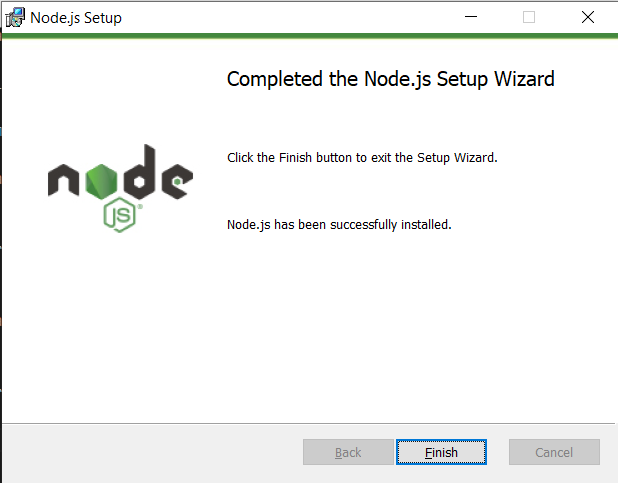 Node.js Setup
Completed the Node.js Setup Wizard
Click the Finish button to exit the Setup Wizard.
node
JS®
Node.js has been successfully installed.
Back
Finish
Cancel